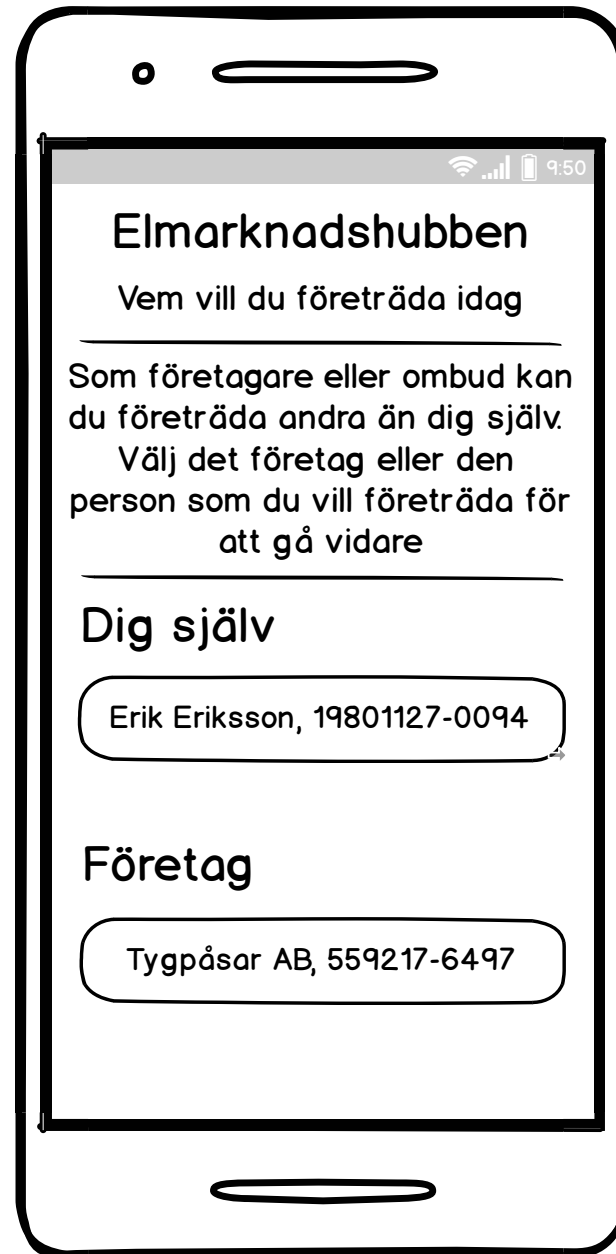 9:50
Elmarknadshubben
Vem vill du företräda idag
Som företagare eller ombud kan
du företräda andra än dig själv.
Välj det företag eller den
person som du vill företräda för
att gå vidare
Dig själv
Erik Eriksson, 19801127-0094
Företag
Tygpåsar AB, 559217-6497